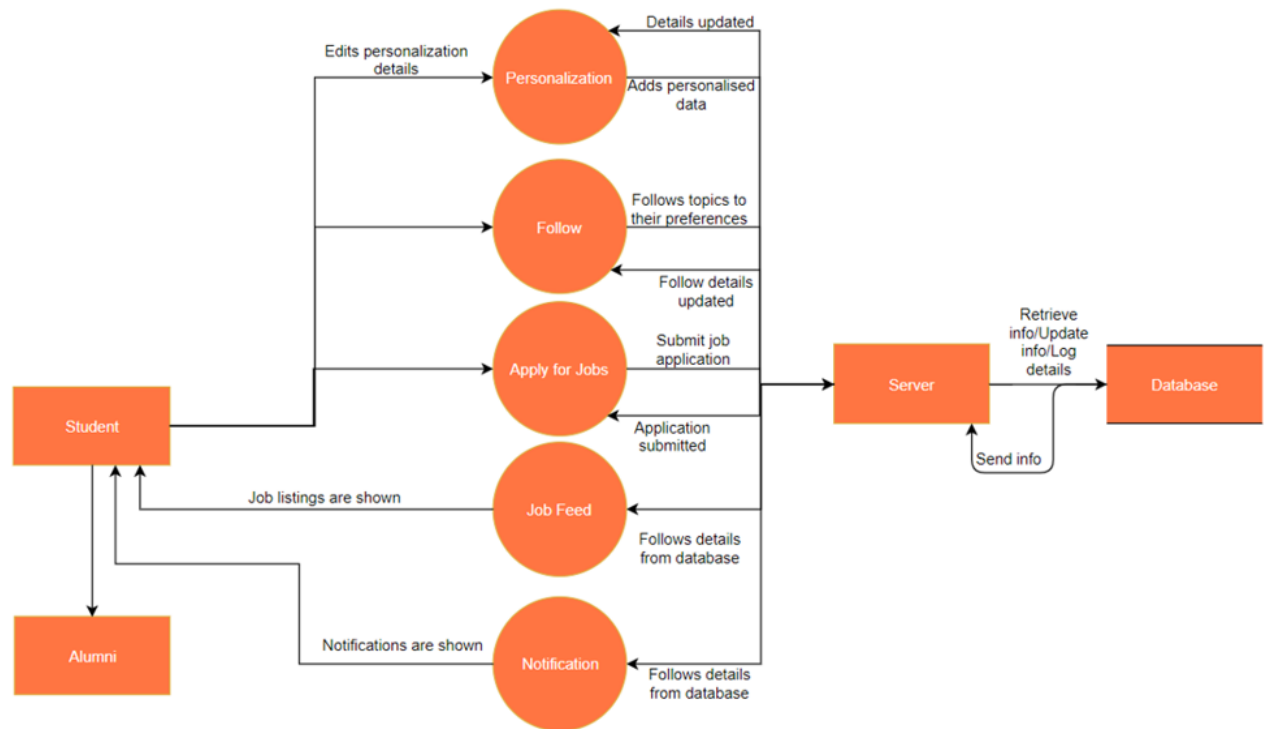 Details updated
Edits personalization
details
Personalization
Adds personalised
data
Follows topics to
their preferences
Follow
Follow details
updated
Retrieve
info/Update
info/Log
details
Submit job
application
Apply for Jobs
Server
Database
Student
Application
submitted
Send info
Job listings are shown
Job Feed
Follows details
from database
Notifications are shown
Alumni
Notification
Follows details
from database